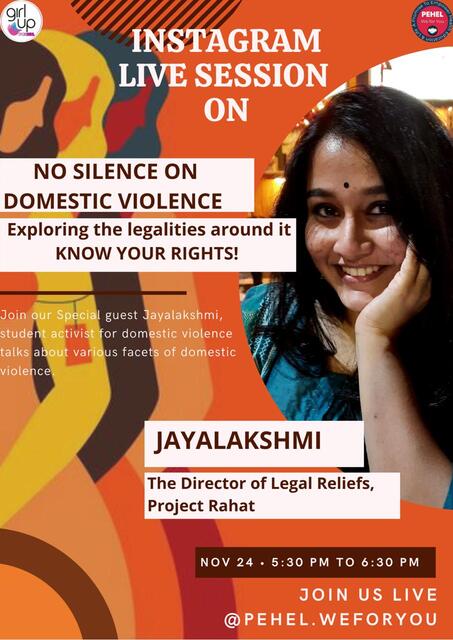 girl
up
PEHEL
We for You
INSTAGRAM
LIVE SESSION
ON
NO SILENCE ON
DOMESTIC VIOLENCE
Exploring the legalities around it
KNOW YOUR RIGHTS!
Join our Special guest Jayalakshmi,
student activist for domestic violence
talks about various facets of domestic
violence.
JAYALAKSHMI
The Director of Legal Reliefs,
Project Rahat
NOV 24 • 5:30 PM TO 6:30 PM
JOIN US LIVE
@PEHEL.WEFORYOU